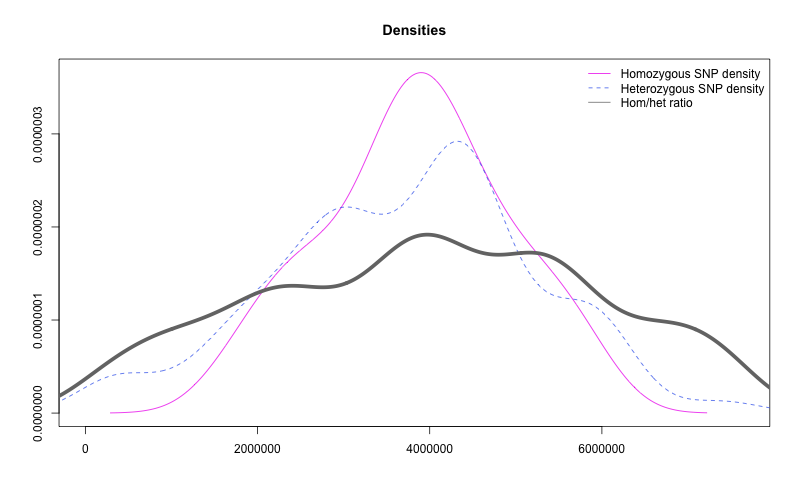 Densities
Homozygous SNP density
Heterozygous SNP density
Hom/het ratio
0.0000003
0.0000002
0.0000001
0.0000000
0 2000000 4000000 6000000